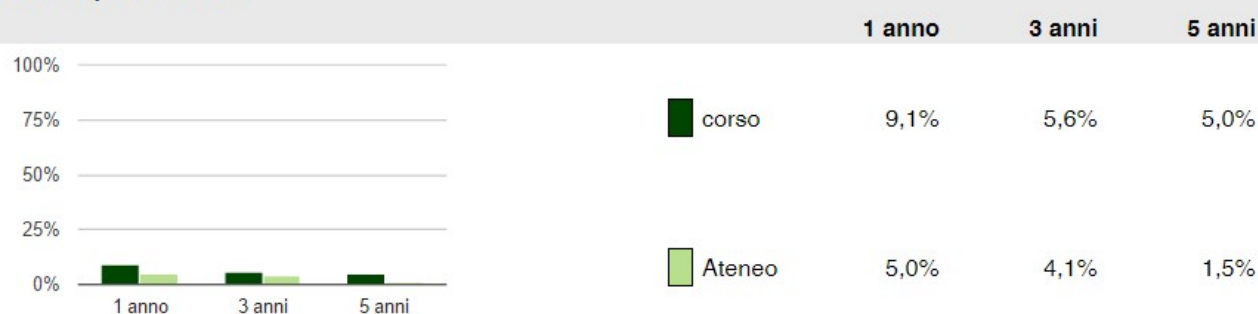 1 anno 3 anni 5 anni
100%
75%
50%
25%
0%
1 anno 3 anni 5 anni
corso 9,1% 5,6% 5,0%
Ateneo 5,0% 4,1% 1,5%